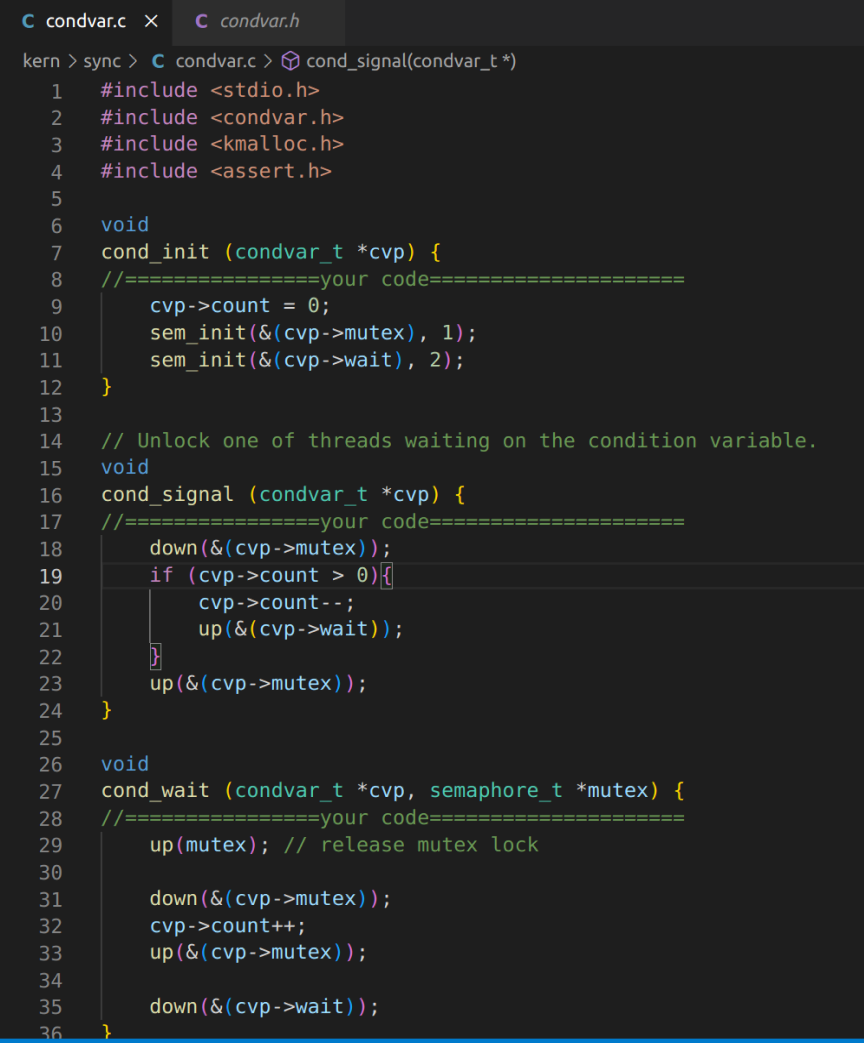 C condvar.c ×
C condvar.h
kern > sync > C condvar.c > cond_signal(condvar_t *)
1 #include <stdio.h>
2 #include <condvar.h>
3 #include <kmalloc.h>
4 #include <assert.h>
5
6 void
7 cond_init (condvar_t *cvp) {
8 //================your code=====================
9     cvp->count = 0;
10     sem_init(&(cvp->mutex), 1);
11     sem_init(&(cvp->wait), 2);
12 }
13
14 // Unlock one of threads waiting on the condition variable.
15 void
16 cond_signal (condvar_t *cvp) {
17 //================your code=====================
18     down(&(cvp->mutex));
19     if (cvp->count > 0){
20         cvp->count--;
21         up(&(cvp->wait));
22     }
23     up(&(cvp->mutex));
24 }
25
26 void
27 cond_wait (condvar_t *cvp, semaphore_t *mutex) {
28 //================your code=====================
29     up(mutex); // release mutex lock
30
31     down(&(cvp->mutex));
32     cvp->count++;
33     up(&(cvp->mutex));
34
35     down(&(cvp->wait));
36 }